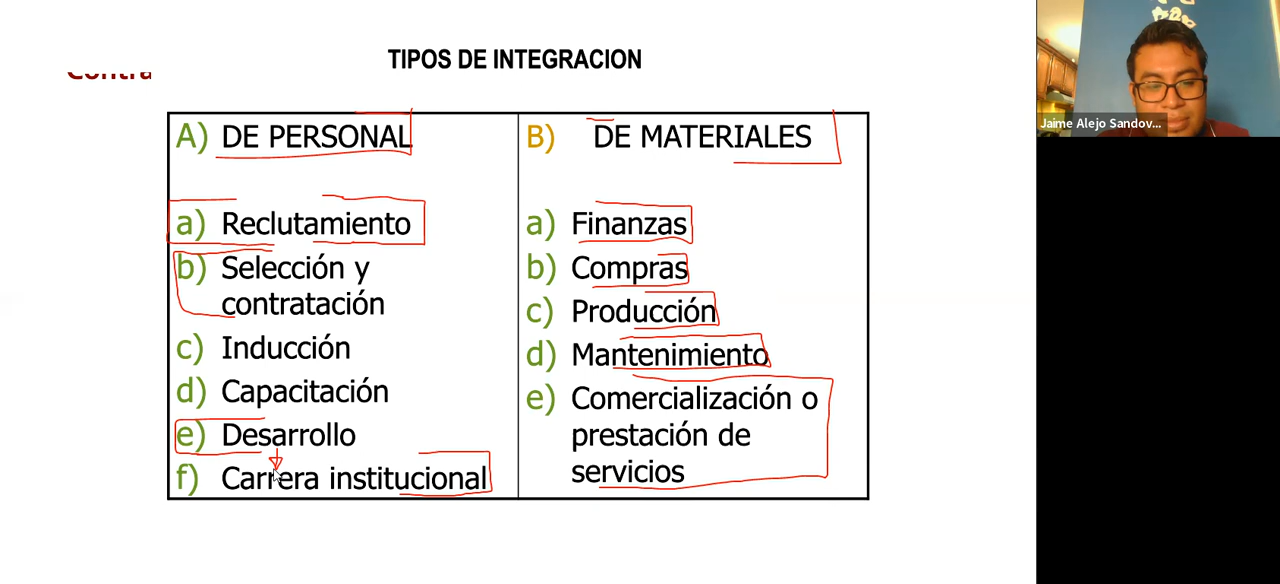 TIPOS DE INTEGRACION
Contra
A) DE PERSONAL
a) Reclutamiento
b) Selección y
contratación
c) Inducción
d) Capacitación
e) Desarrollo
f) Carrera institucional
B) DE MATERIALES
a) Finanzas
b) Compras
c) Producción
d) Mantenimiento
e) Comercialización o
prestación de
servicios
Jaime Alejo Sandov...